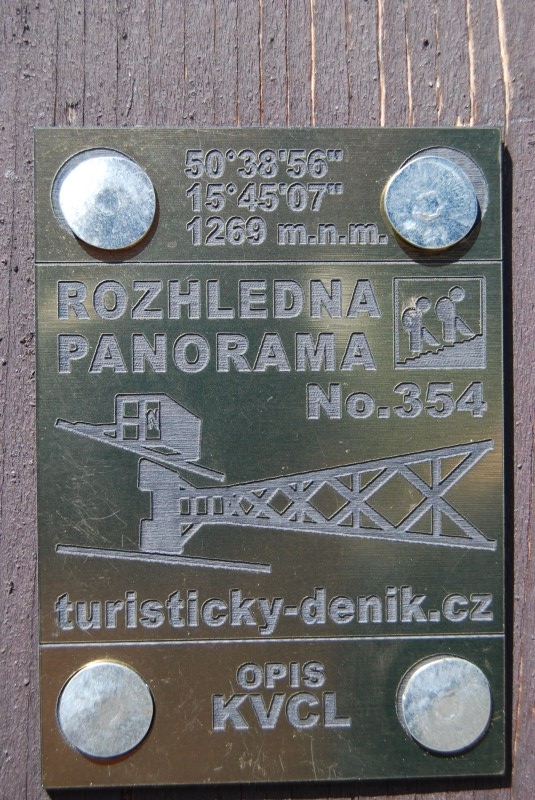 50°38'56"
15°45'07"
1269 m.n.m.
ROZHLEDNA
PANORAMA
No.354
turisticky-denik.cz
OPIS
KVCL